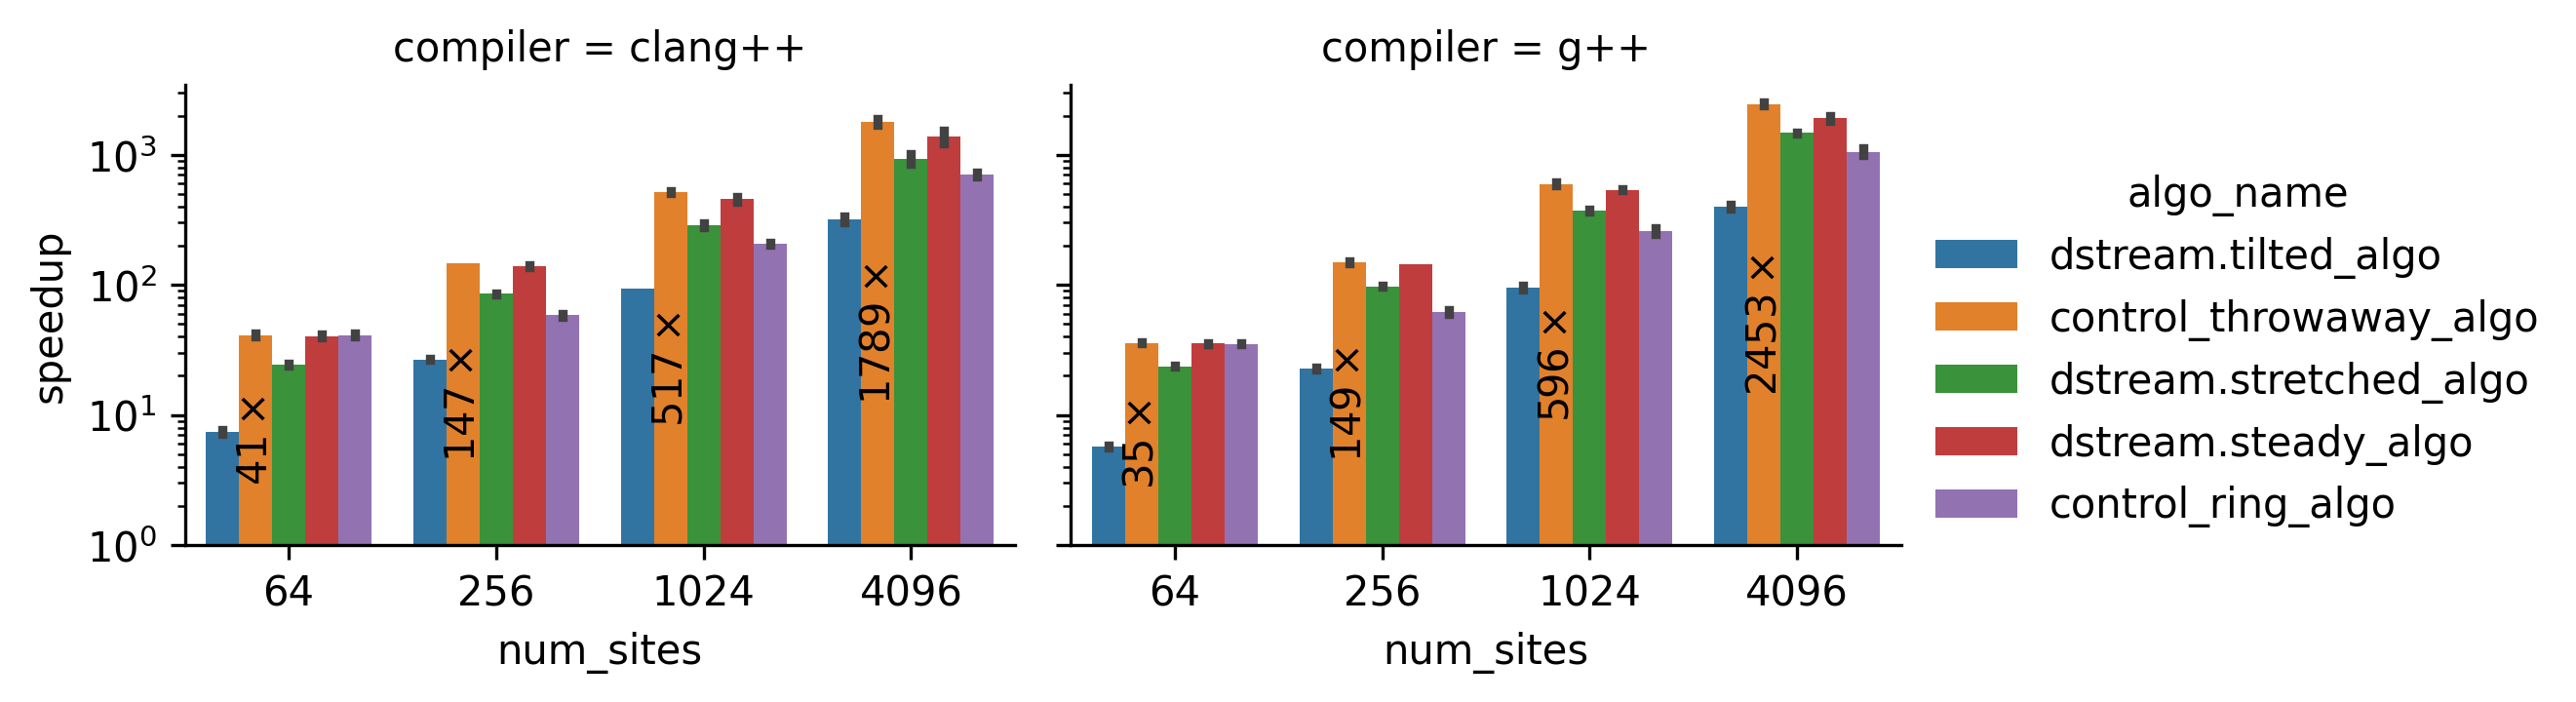 compiler = clang++
compiler = g++
speedup
10³
10²
10¹
10⁰
41×
147×
517×
1789×
35×
149×
596×
2453×
64
256
1024
4096
64
256
1024
4096
num_sites
num_sites
algo_name
dstream.tilted_algo
control_throwaway_algo
dstream.stretched_algo
dstream.steady_algo
control_ring_algo